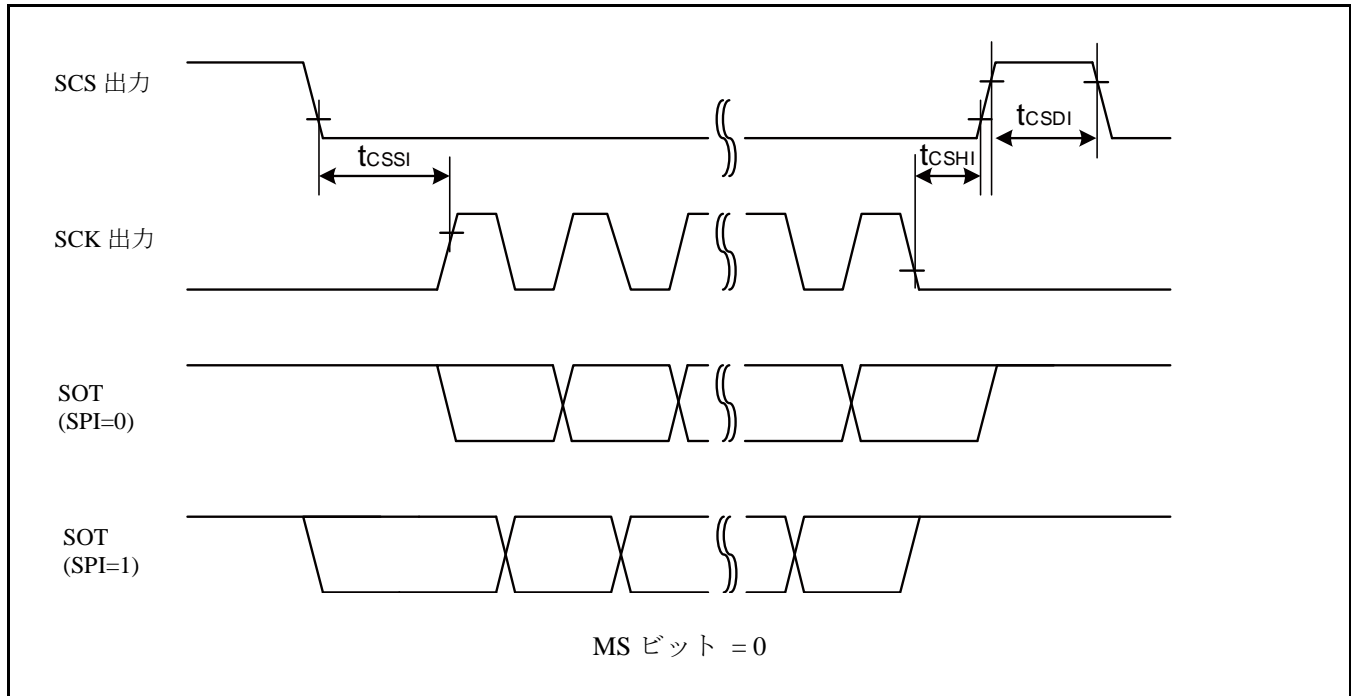 SCS 出力
tCSDI
tCSSI
tCSHI
SCK 出力
SOT
(SPI=0)
SOT
(SPI=1)
MS ビット = 0